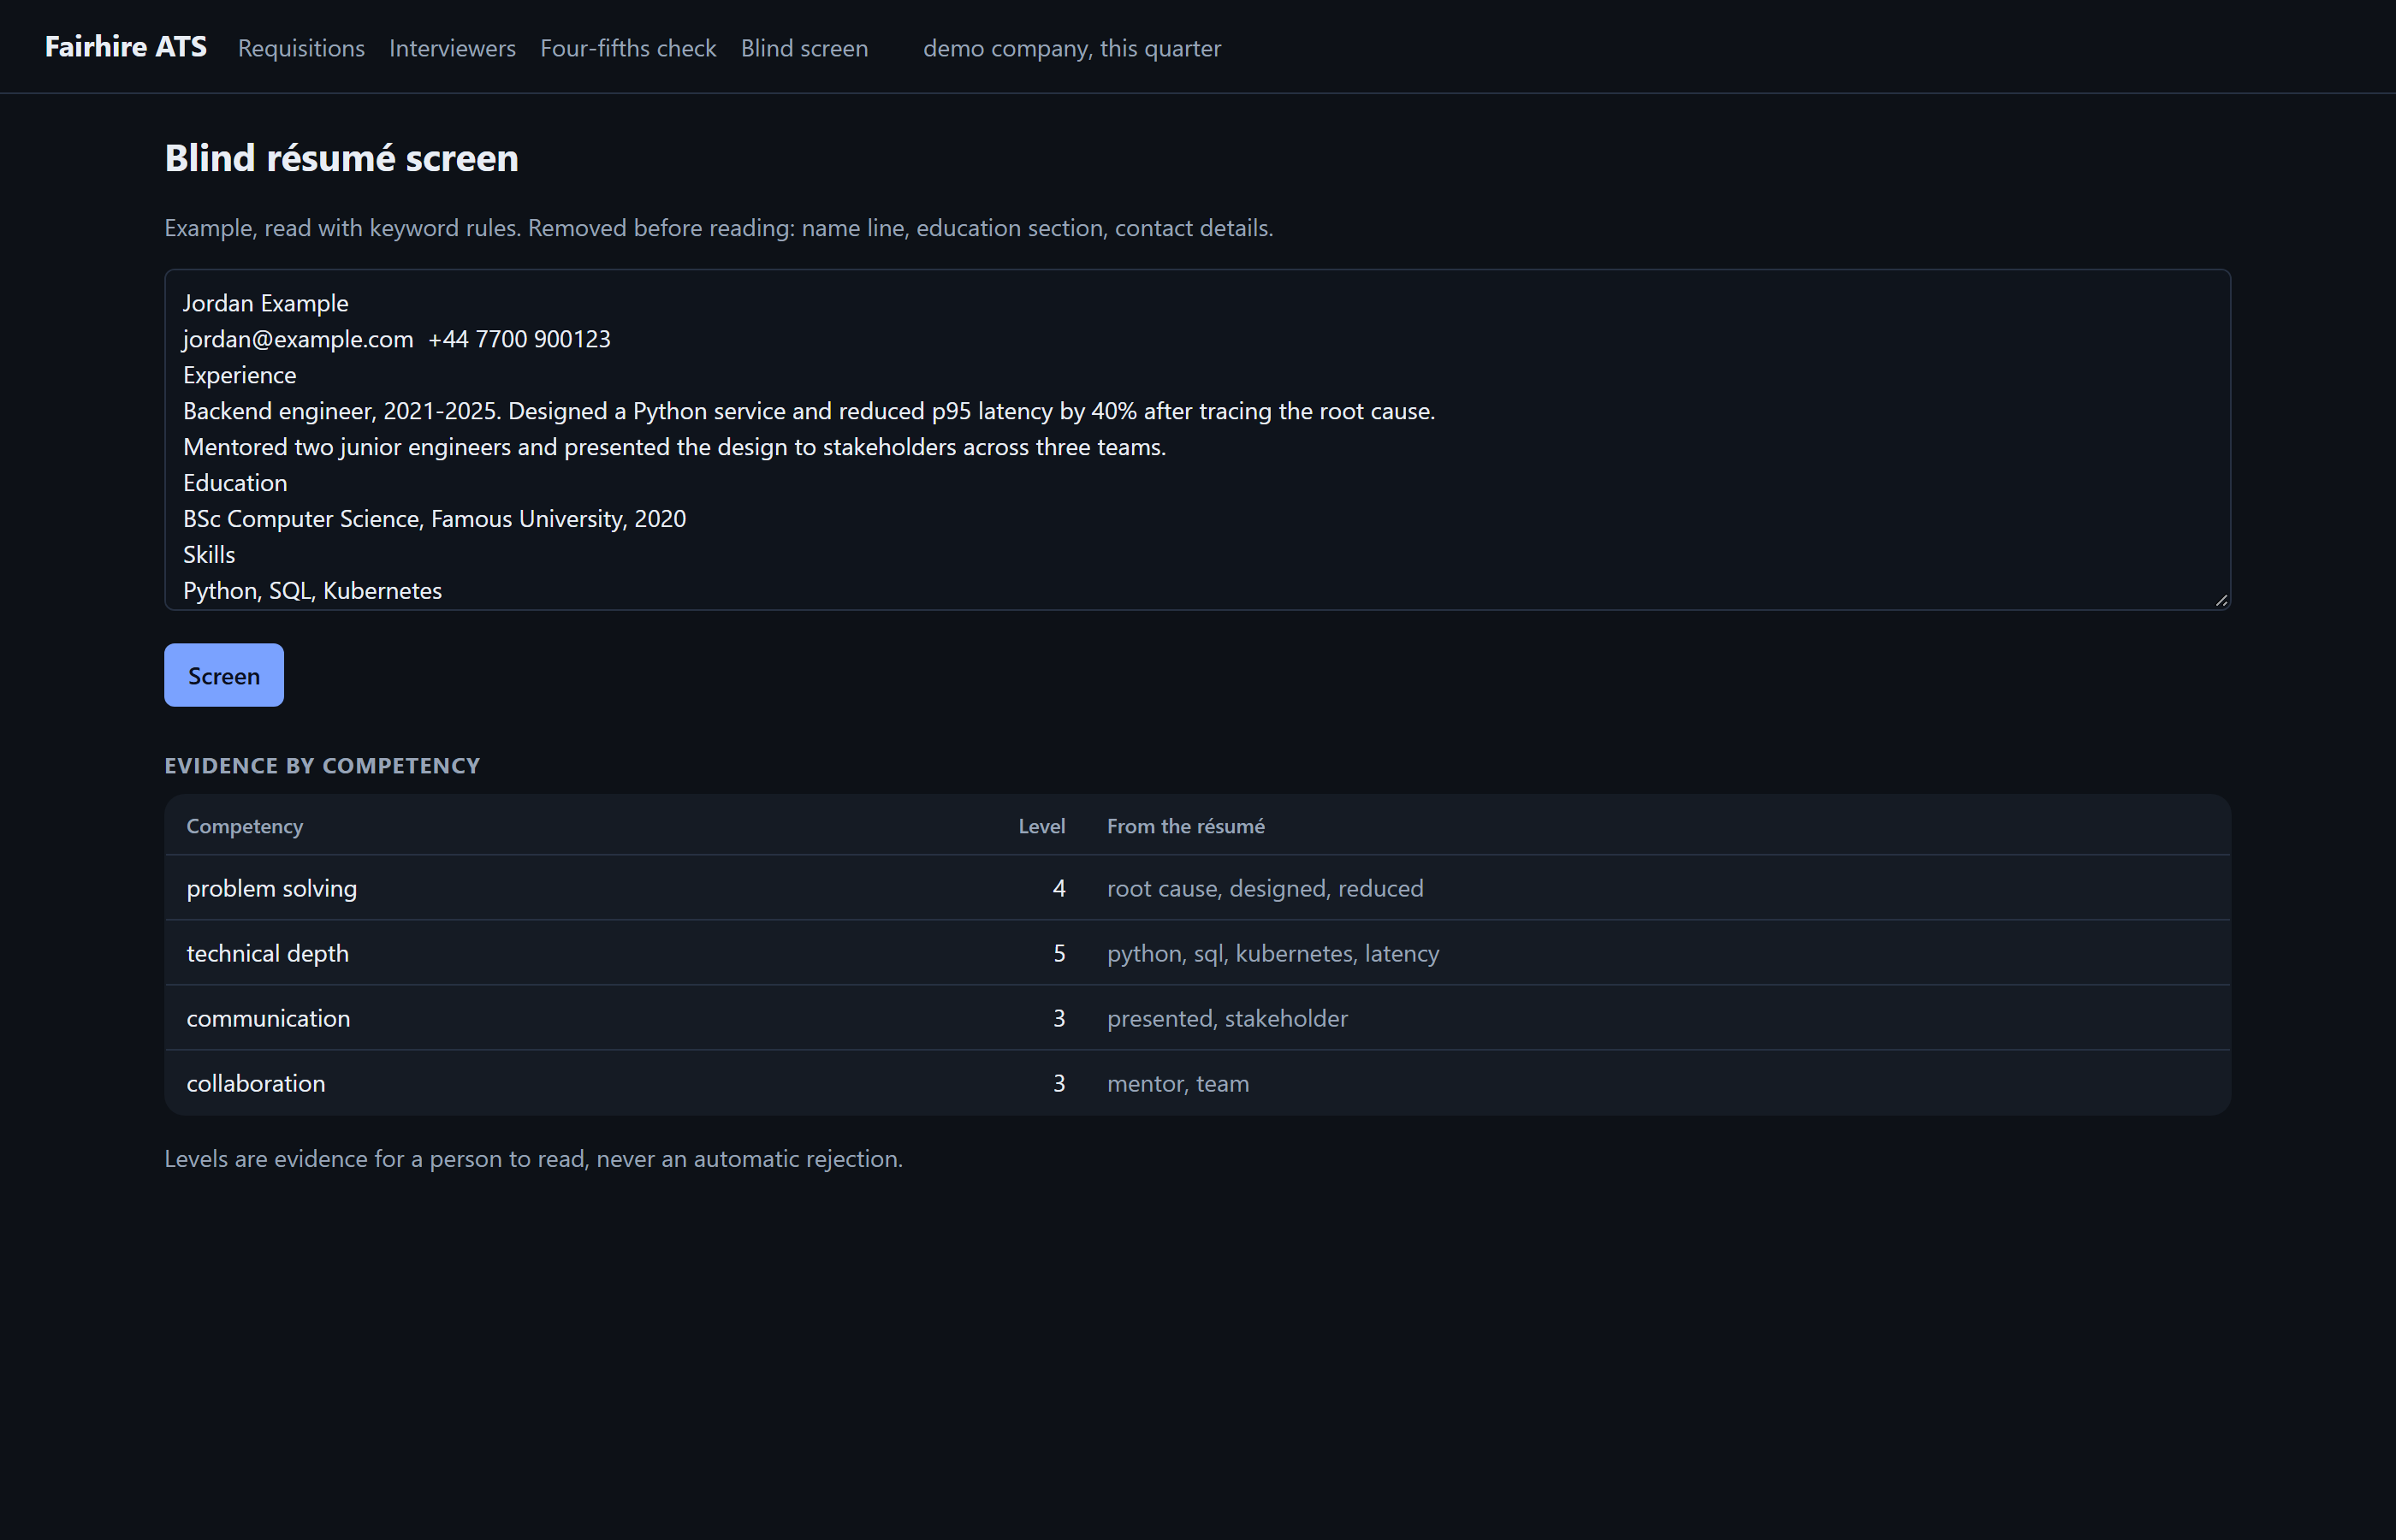 Fairhire ATS Requisitions Interviewers Four-fifths check Blind screen demo company, this quarter
Blind résumé screen
Example, read with keyword rules. Removed before reading: name line, education section, contact details.
Jordan Example
jordan@example.com  +44 7700 900123
Experience
Backend engineer, 2021-2025. Designed a Python service and reduced p95 latency by 40% after tracing the root cause.
Mentored two junior engineers and presented the design to stakeholders across three teams.
Education
BSc Computer Science, Famous University, 2020
Skills
Python, SQL, Kubernetes
Screen
EVIDENCE BY COMPETENCY
Competency Level From the résumé
problem solving 4 root cause, designed, reduced
technical depth 5 python, sql, kubernetes, latency
communication 3 presented, stakeholder
collaboration 3 mentor, team
Levels are evidence for a person to read, never an automatic rejection.